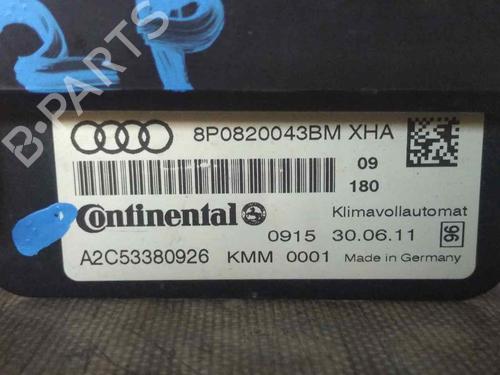 B-PARTS
8P0820043BM XHA
09
180
Continental
Klimavollautomat
0915 30.06.11 96
A2C53380926 KMM 0001 Made in Germany